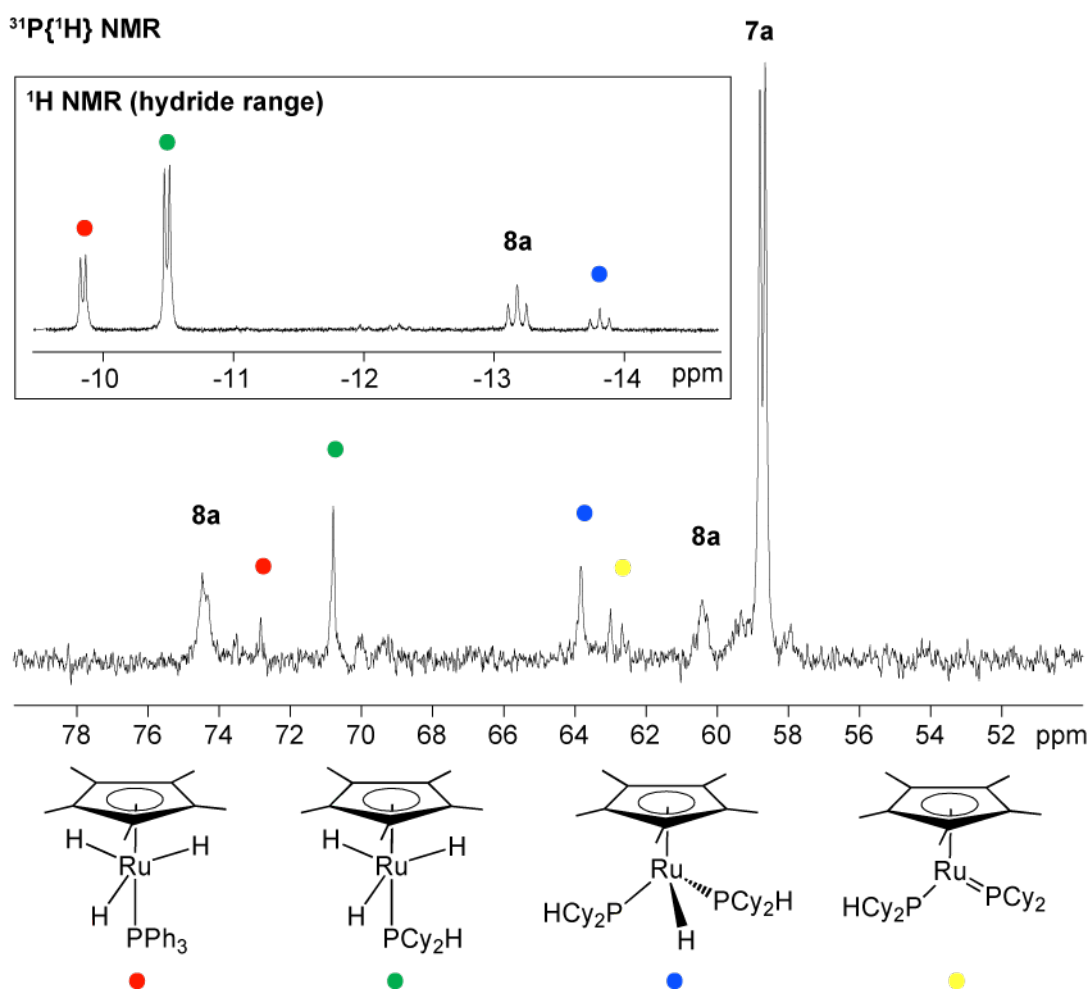 ³¹P{¹H} NMR
7a
¹H NMR (hydride range)
8a
-10 -11 -12 -13 -14 ppm
8a
8a
78 76 74 72 70 68 66 64 62 60 58 56 54 52 ppm
H H
Ru
H
PPh₃
H H
Ru
H
PCy₂H
Ru
HCy₂P PCy₂H
H
Ru
HCy₂P PCy₂